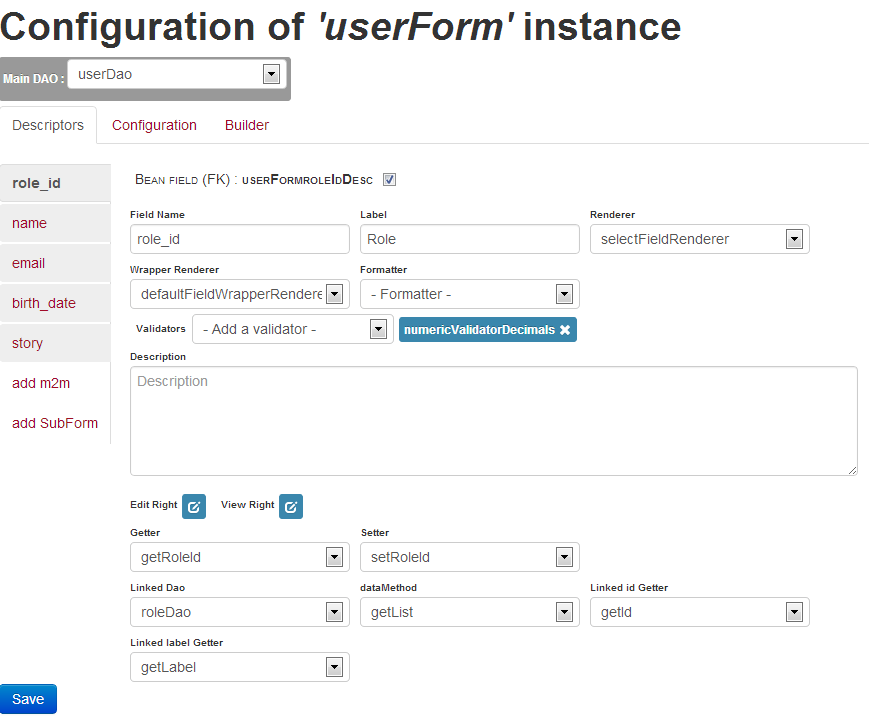 Configuration of 'userForm' instance
Main DAO : userDao
Descriptors Configuration Builder
role_id
name
email
birth_date
story
add m2m
add SubForm
Bean field (FK) : userFormroleIdDesc
Field Name Label Renderer
role_id Role selectFieldRenderer
Wrapper Renderer Formatter
defaultFieldWrapperRendere - Formatter -
Validators - Add a validator - numericValidatorDecimals ✖
Description
Description
Edit Right View Right
Getter Setter
getRoleId setRoleId
Linked Dao dataMethod Linked id Getter
roleDao getList getId
Linked label Getter
getLabel
Save